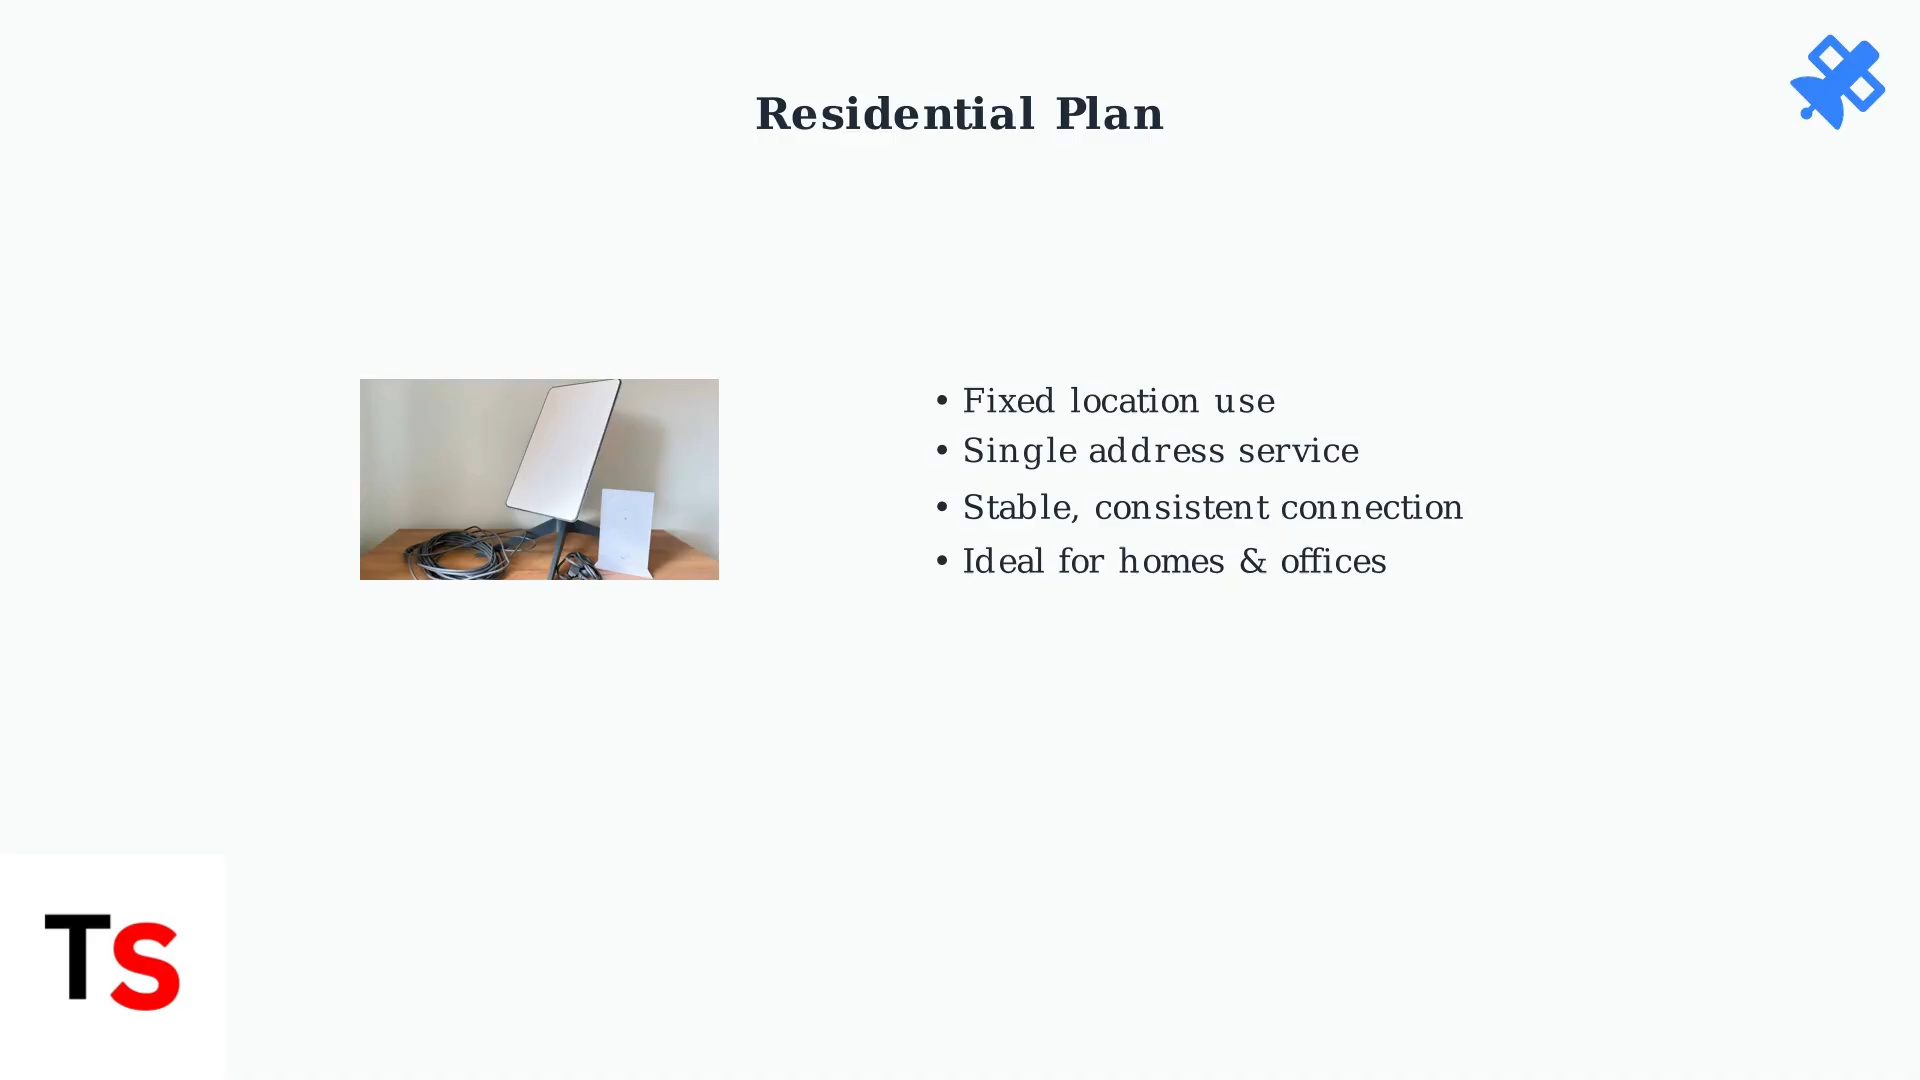 Residential Plan
• Fixed location use
• Single address service
• Stable, consistent connection
• Ideal for homes & offices
TS